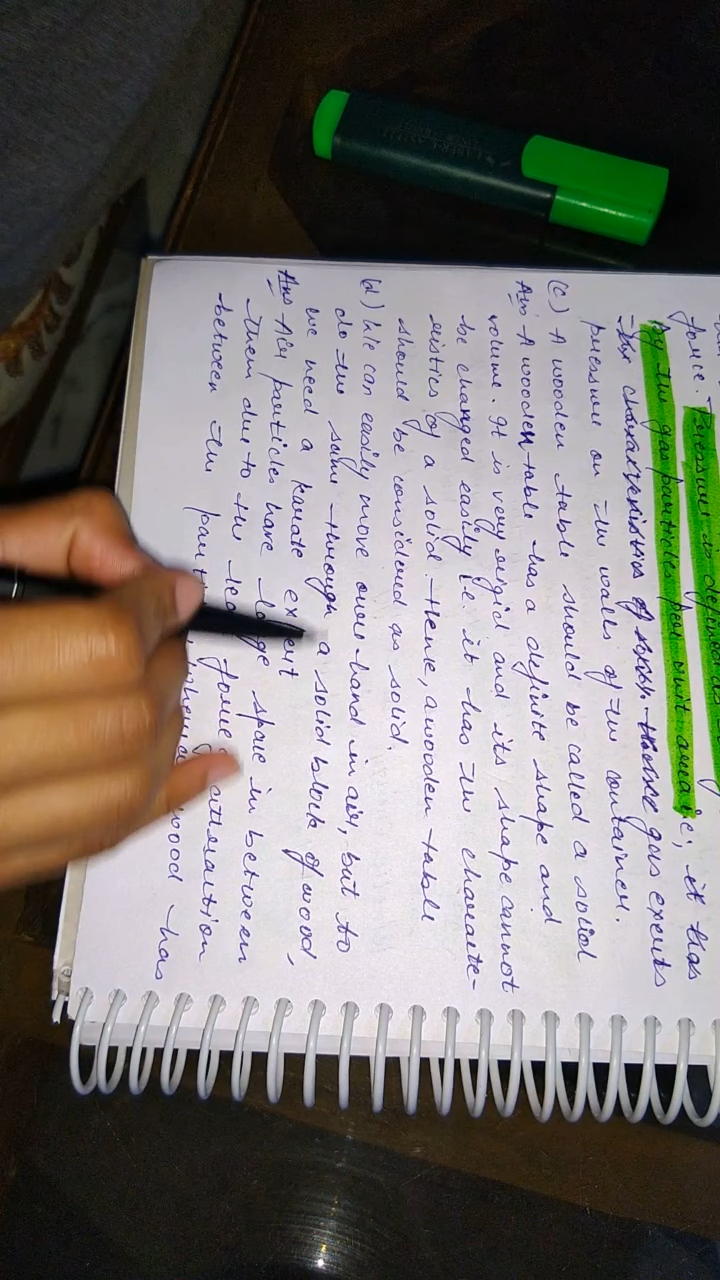 force. Pressure is defined as
by the gas particles per unit area i.e; it has
the characteristics of gas exerts
pressure on the walls of the container.
(c) A wooden table should be called a solid
Ans: A wooden table has a definite shape and
volume. It is very rigid and its shape cannot
be changed easily i.e. it has the characte-
ristics of a solid. Hence, a wooden table
should be considered as solid.
(d) We can easily move our hand in air, but to
do the same through a solid block of wood,
we need a karate expert
Ans Air particles have large space in between
them due to the force attraction
between the wood has